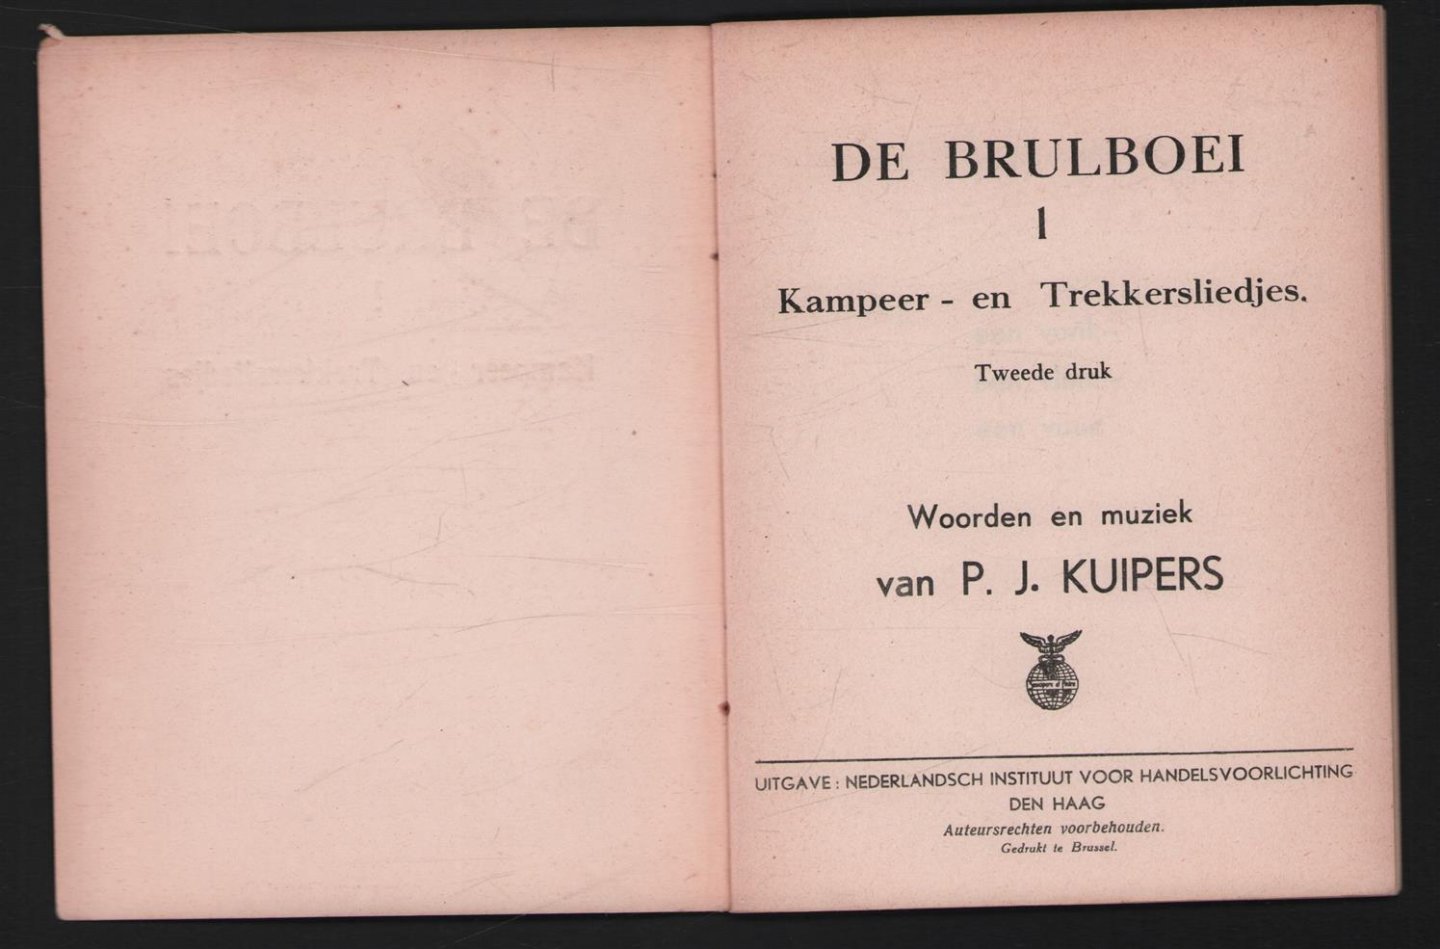 DE BRULBOEI
1
Kampeer - en Trekkersliedjes.
Tweede druk
Woorden en muziek
van P. J. KUIPERS
UITGAVE : NEDERLANDSCH INSTITUUT VOOR HANDELSVOORLICHTING
DEN HAAG
Auteursrechten voorbehouden.
Gedrukt te Brussel.